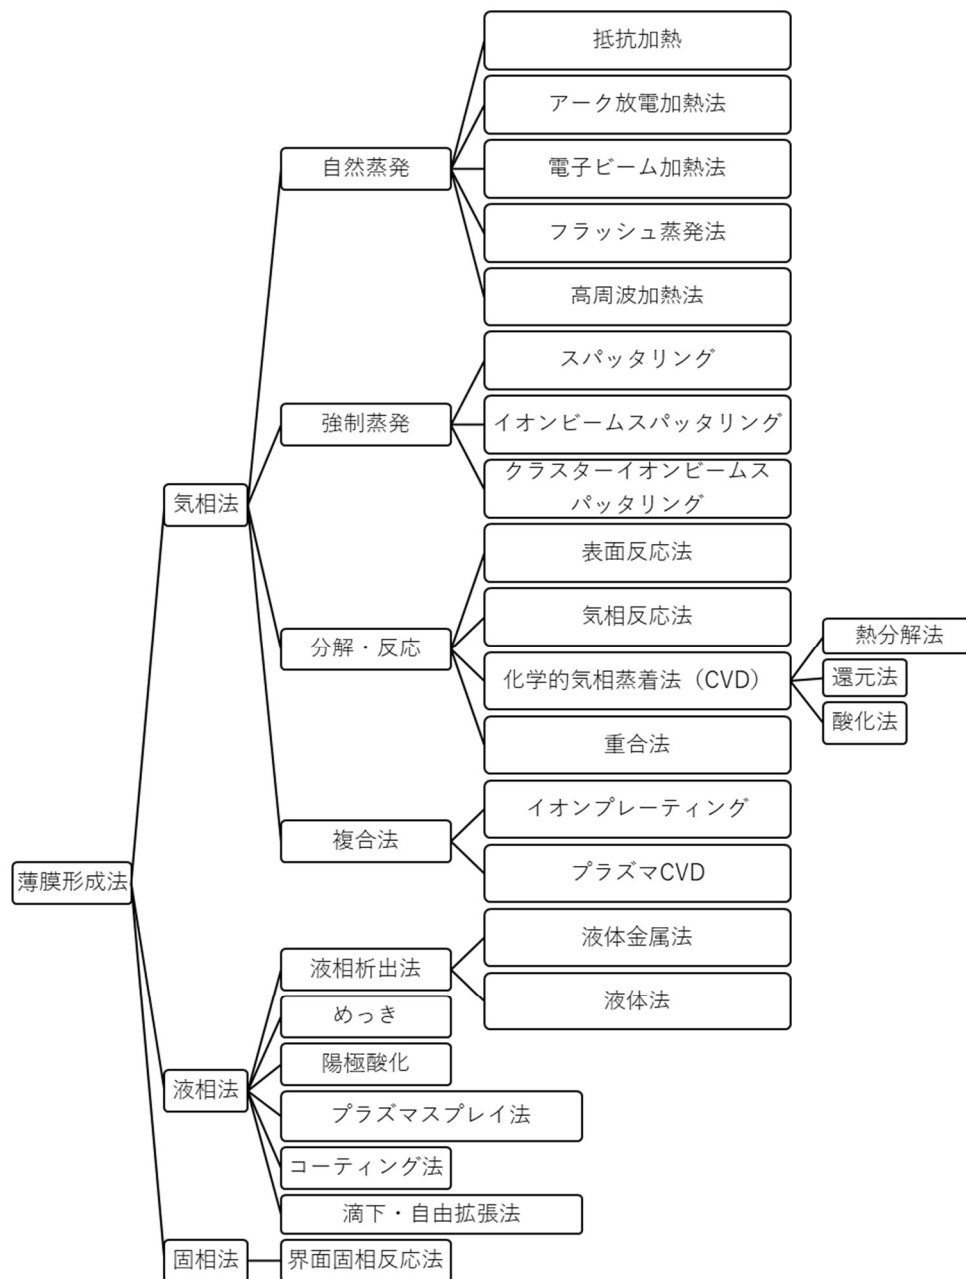 薄膜形成法
気相法
自然蒸発
抵抗加熱
アーク放電加熱法
電子ビーム加熱法
フラッシュ蒸発法
高周波加熱法
強制蒸発
スパッタリング
イオンビームスパッタリング
クラスターイオンビームス
パッタリング
分解・反応
表面反応法
気相反応法
化学的気相蒸着法（CVD）
熱分解法
還元法
酸化法
重合法
複合法
イオンプレーティング
プラズマCVD
液相法
液相析出法
液体金属法
液体法
めっき
陽極酸化
プラズマスプレイ法
コーティング法
滴下・自由拡張法
固相法
界面固相反応法